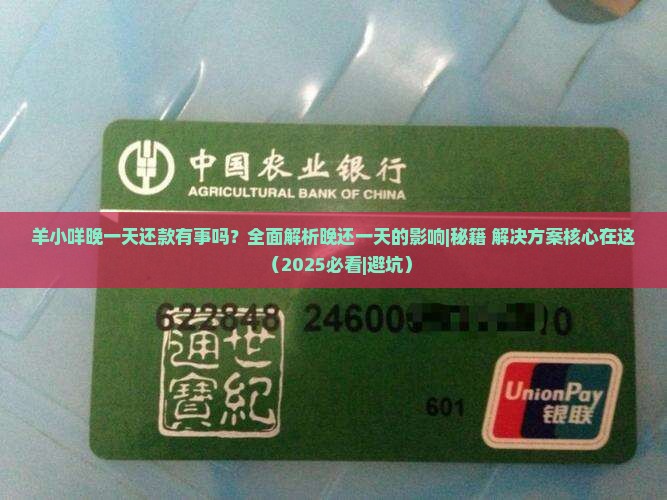 中国农业银行
AGRICULTURAL BANK OF CHINA
羊小咩晚一天还款有事吗？全面解析晚还一天的影响|秘籍 解决方案核心在这
（2025必看|避坑）
622848 24600
0
世紀
通寶
601
UnionPay
银联